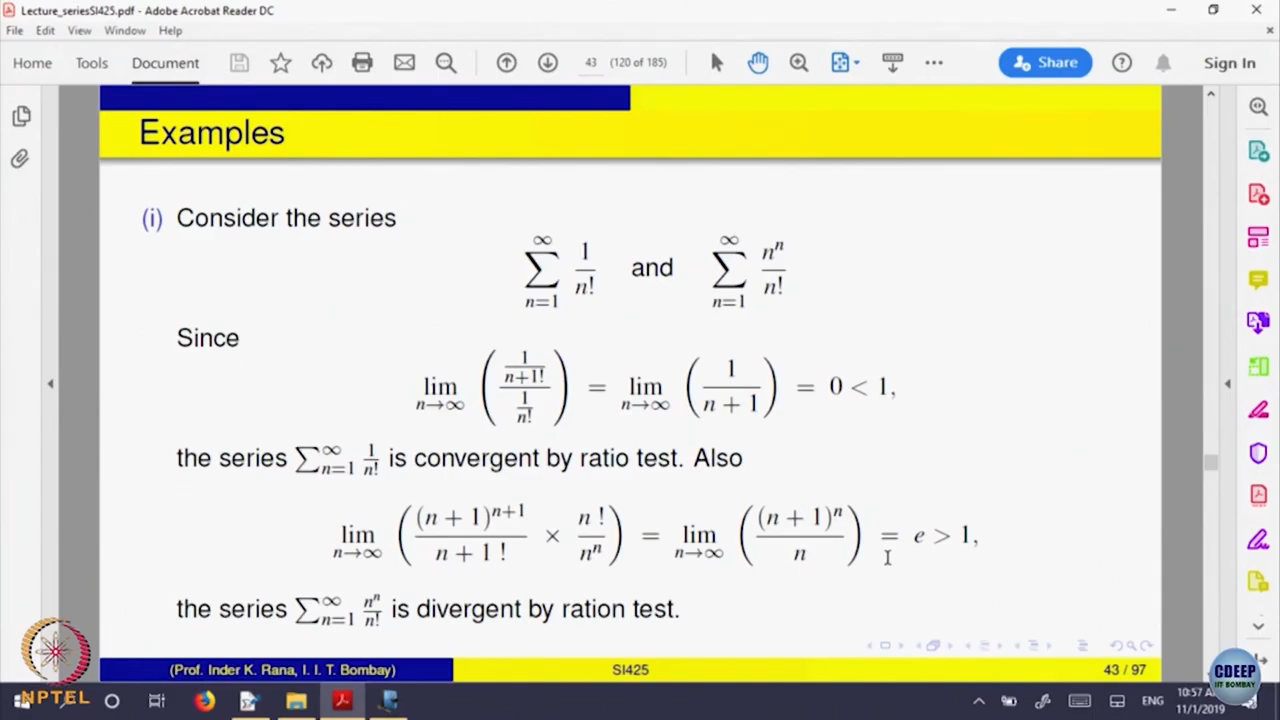 Lecture_seriesSI425.pdf - Adobe Acrobat Reader DC
File Edit View Window Help
Home Tools Document 43 (120 of 185) Share Sign In
Examples
(i) Consider the series
∑_{n=1}^{∞} 1/n! and ∑_{n=1}^{∞} n^n/n!
Since
lim_{n→∞} ( (1/n+1!) / (1/n!) ) = lim_{n→∞} ( 1/(n + 1) ) = 0 < 1,
the series ∑_{n=1}^{∞} 1/n! is convergent by ratio test. Also
lim_{n→∞} ( (n + 1)^{n+1}/n + 1 ! × n !/n^n ) = lim_{n→∞} ( (n + 1)^n/n ) = e > 1,
the series ∑_{n=1}^{∞} n^n/n! is divergent by ration test.
(Prof. Inder K. Rana, I. I. T. Bombay) SI425 43 / 97
NPTEL
CDEEP
IIT BOMBAY
ENG
10:57
11/1/2019